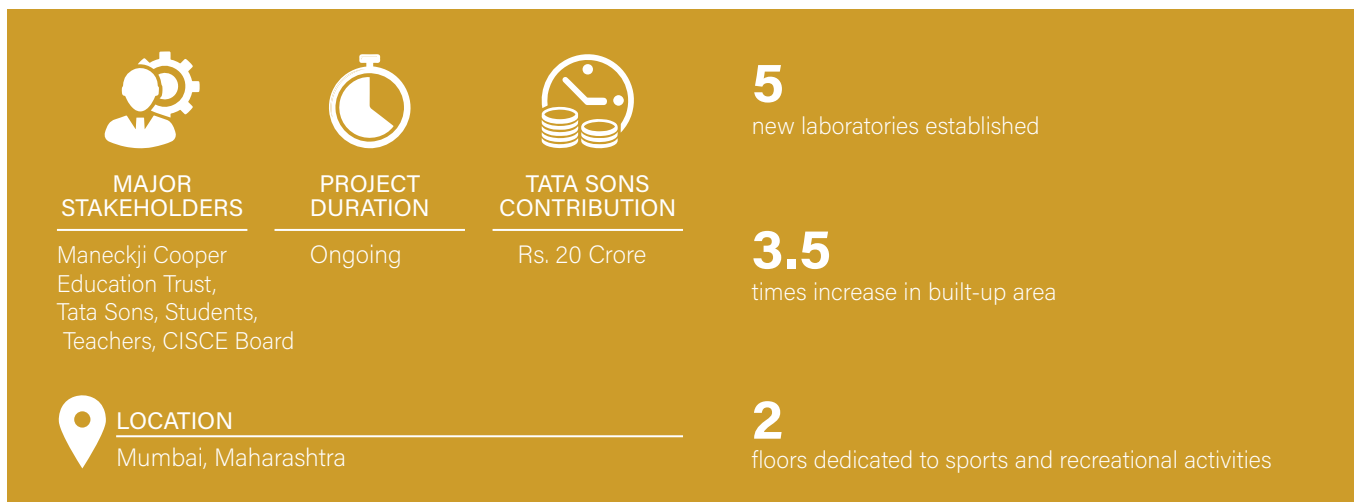 MAJOR
STAKEHOLDERS
Maneckji Cooper
Education Trust,
Tata Sons, Students,
Teachers, CISCE Board
PROJECT
DURATION
Ongoing
TATA SONS
CONTRIBUTION
Rs. 20 Crore
LOCATION
Mumbai, Maharashtra
5
new laboratories established
3.5
times increase in built-up area
2
floors dedicated to sports and recreational activities